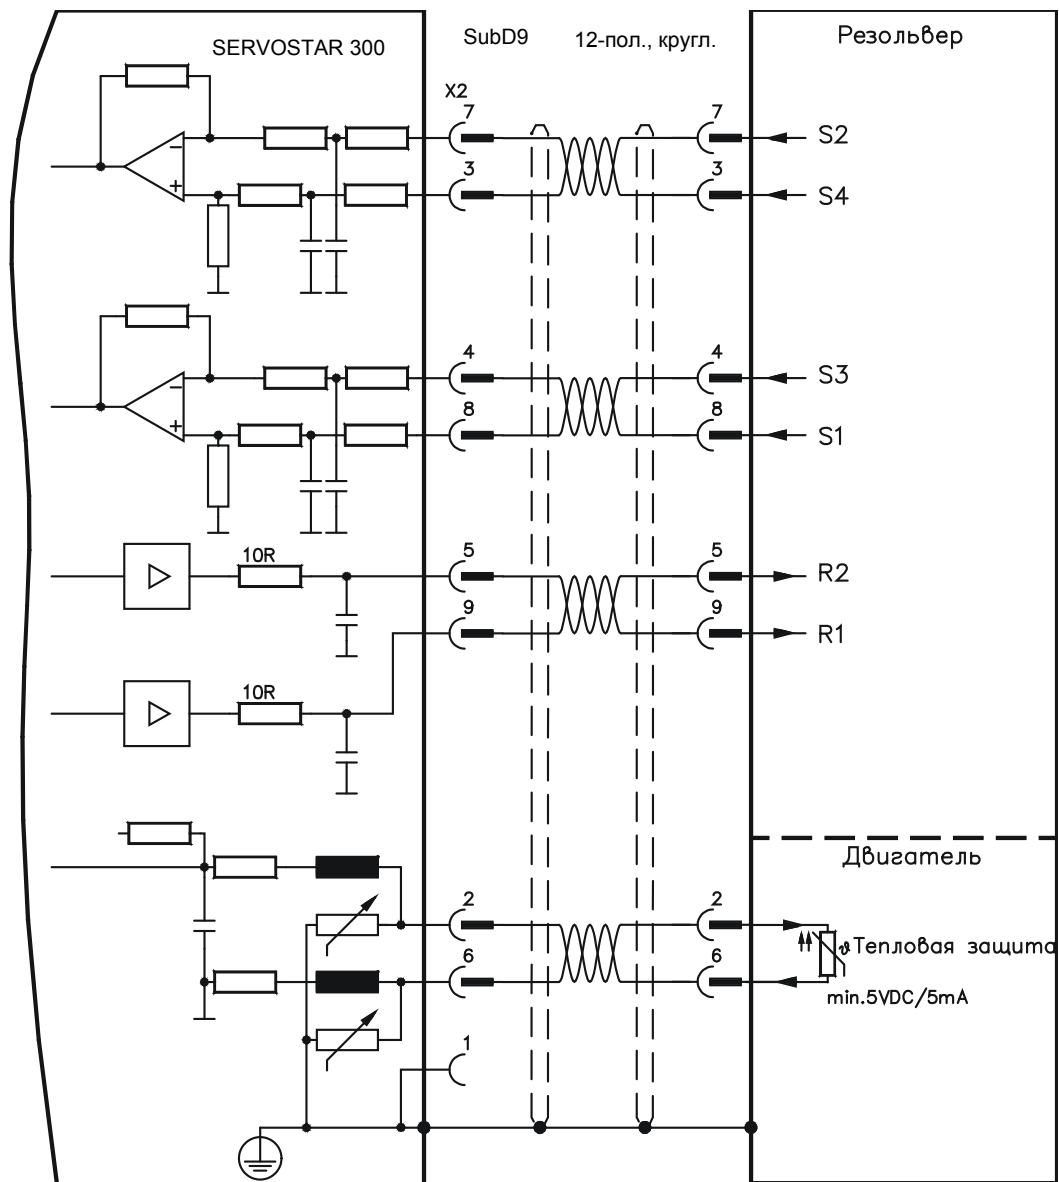 SERVOSTAR 300
SubD9
12-пол., кругл.
Резольвер
X2
7
7
S2
3
3
S4
4
4
S3
8
8
S1
10R
5
5
R2
9
9
R1
10R
Двигатель
2
2
ϑ Тепловая защита
6
6
min.5VDC/5mA
1